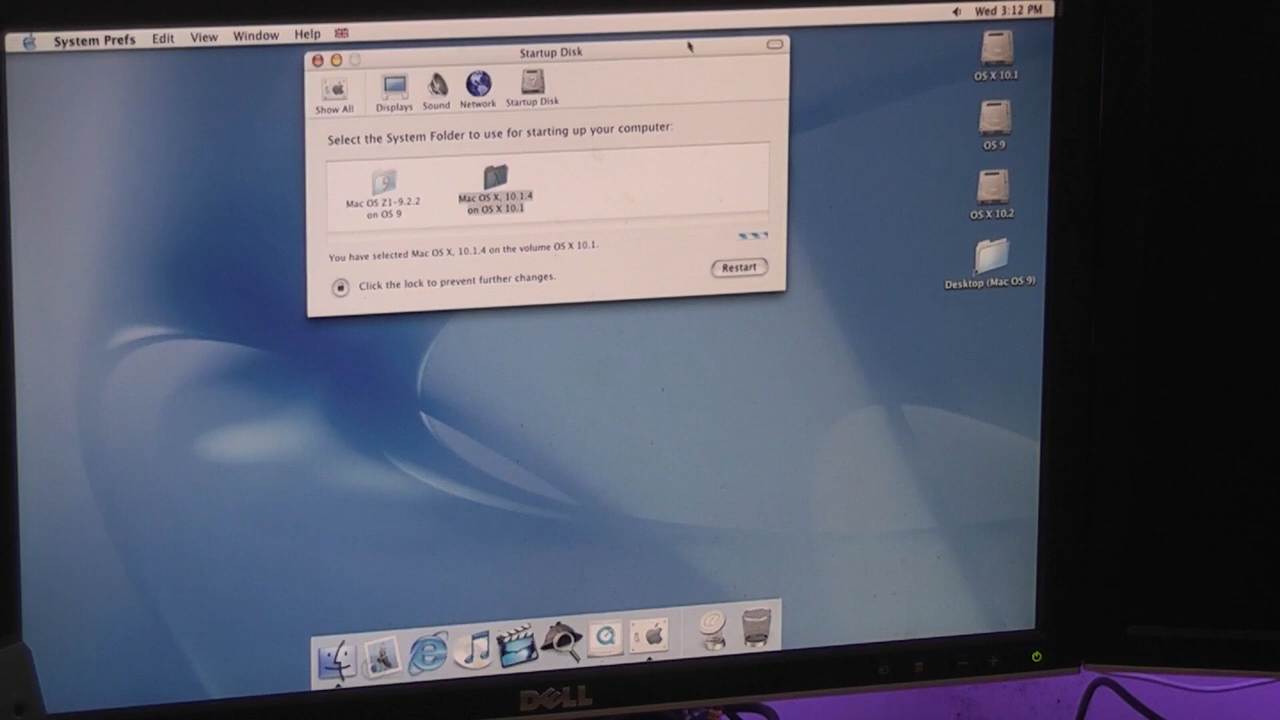 System Prefs Edit View Window Help
Wed 3:12 PM
Startup Disk
Show All Displays Sound Network Startup Disk
Select the System Folder to use for starting up your computer:
Mac OS Z1-9.2.2
on OS 9
Mac OS X, 10.1.4
on OS X 10.1
You have selected Mac OS X, 10.1.4 on the volume OS X 10.1.
Click the lock to prevent further changes.
Restart
OS X 10.1
OS 9
OS X 10.2
Desktop (Mac OS 9)
DELL